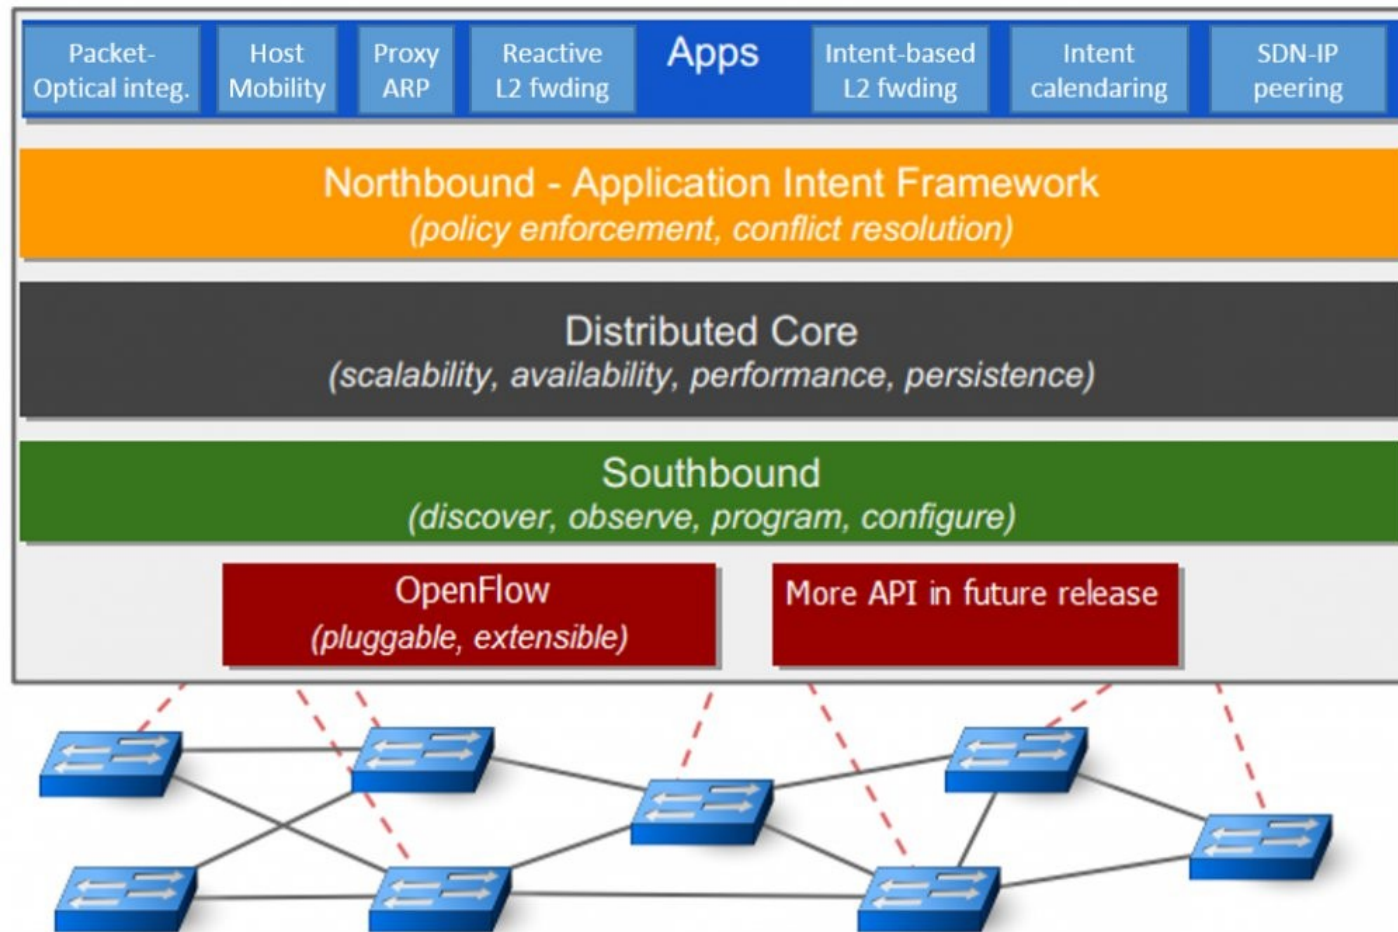 Packet-
Optical integ.
Host
Mobility
Proxy
ARP
Reactive
L2 fwding
Apps
Intent-based
L2 fwding
Intent
calendaring
SDN-IP
peering
Northbound - Application Intent Framework
(policy enforcement, conflict resolution)
Distributed Core
(scalability, availability, performance, persistence)
Southbound
(discover, observe, program, configure)
OpenFlow
(pluggable, extensible)
More API in future release